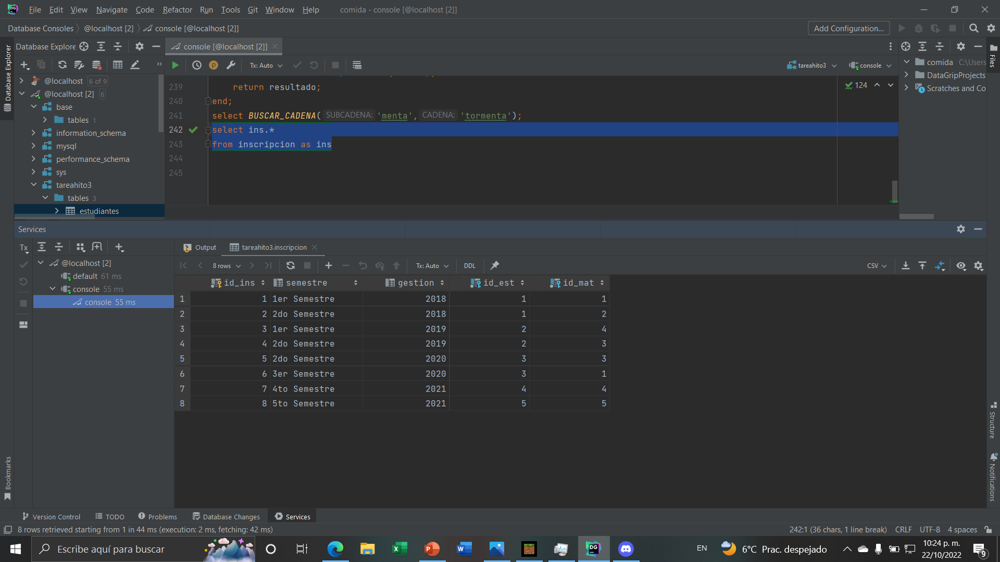 File Edit View Navigate Code Refactor Run Tools Git Window Help comida - console [@localhost [2]]
Database Consoles @localhost [2] console [@localhost [2]] Add Configuration...
Database Explore console [@localhost [2]]
Tx: Auto tareahito3 console
@localhost 6 of 9
@localhost [2] 6
base
tables 1
information_schema
mysql
performance_schema
sys
tareahito3
tables 3
estudiantes
239 return resultado;
240 end;
241 select BUSCAR_CADENA( SUBCADENA: 'menta', CADENA: 'tormenta');
242 select ins.*
243 from inscripcion as ins
244
245
124
comida C:\Users
DataGripProjects
Scratches and Co
Database Explorer
Files
Services
Tx
@localhost [2]
default 61 ms
console 55 ms
console 55 ms
Output tareahito3.inscripcion
8 rows Tx: Auto DDL CSV
id_ins semestre gestion id_est id_mat
1 1 1er Semestre 2018 1 1
2 2 2do Semestre 2018 1 2
3 3 1er Semestre 2019 2 4
4 4 2do Semestre 2019 2 3
5 5 2do Semestre 2020 3 3
6 6 3er Semestre 2020 3 1
7 7 4to Semestre 2021 4 4
8 8 5to Semestre 2021 5 5
Bookmarks
Structure
Notifications
Version Control TODO Problems Database Changes Services
8 rows retrieved starting from 1 in 44 ms (execution: 2 ms, fetching: 42 ms) 242:1 (36 chars, 1 line break) CRLF UTF-8 4 spaces
Escribe aquí para buscar EN 6°C Prac. despejado 10:24 p. m.
22/10/2022 9